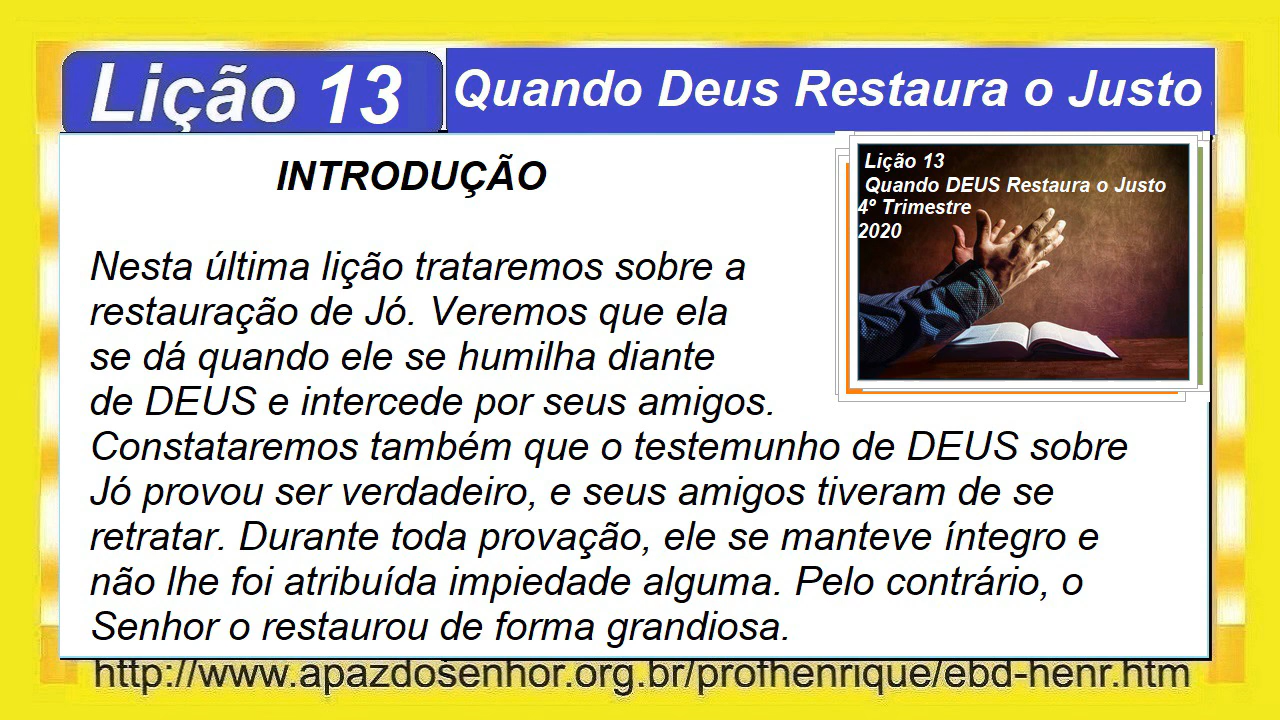 Lição 13
Quando Deus Restaura o Justo
INTRODUÇÃO
Lição 13
Quando DEUS Restaura o Justo
4º Trimestre
2020
Nesta última lição trataremos sobre a
restauração de Jó. Veremos que ela
se dá quando ele se humilha diante
de DEUS e intercede por seus amigos.
Constataremos também que o testemunho de DEUS sobre
Jó provou ser verdadeiro, e seus amigos tiveram de se
retratar. Durante toda provação, ele se manteve íntegro e
não lhe foi atribuída impiedade alguma. Pelo contrário, o
Senhor o restaurou de forma grandiosa.
http://www.apazdosenhor.org.br/profhenrique/ebd-henr.htm